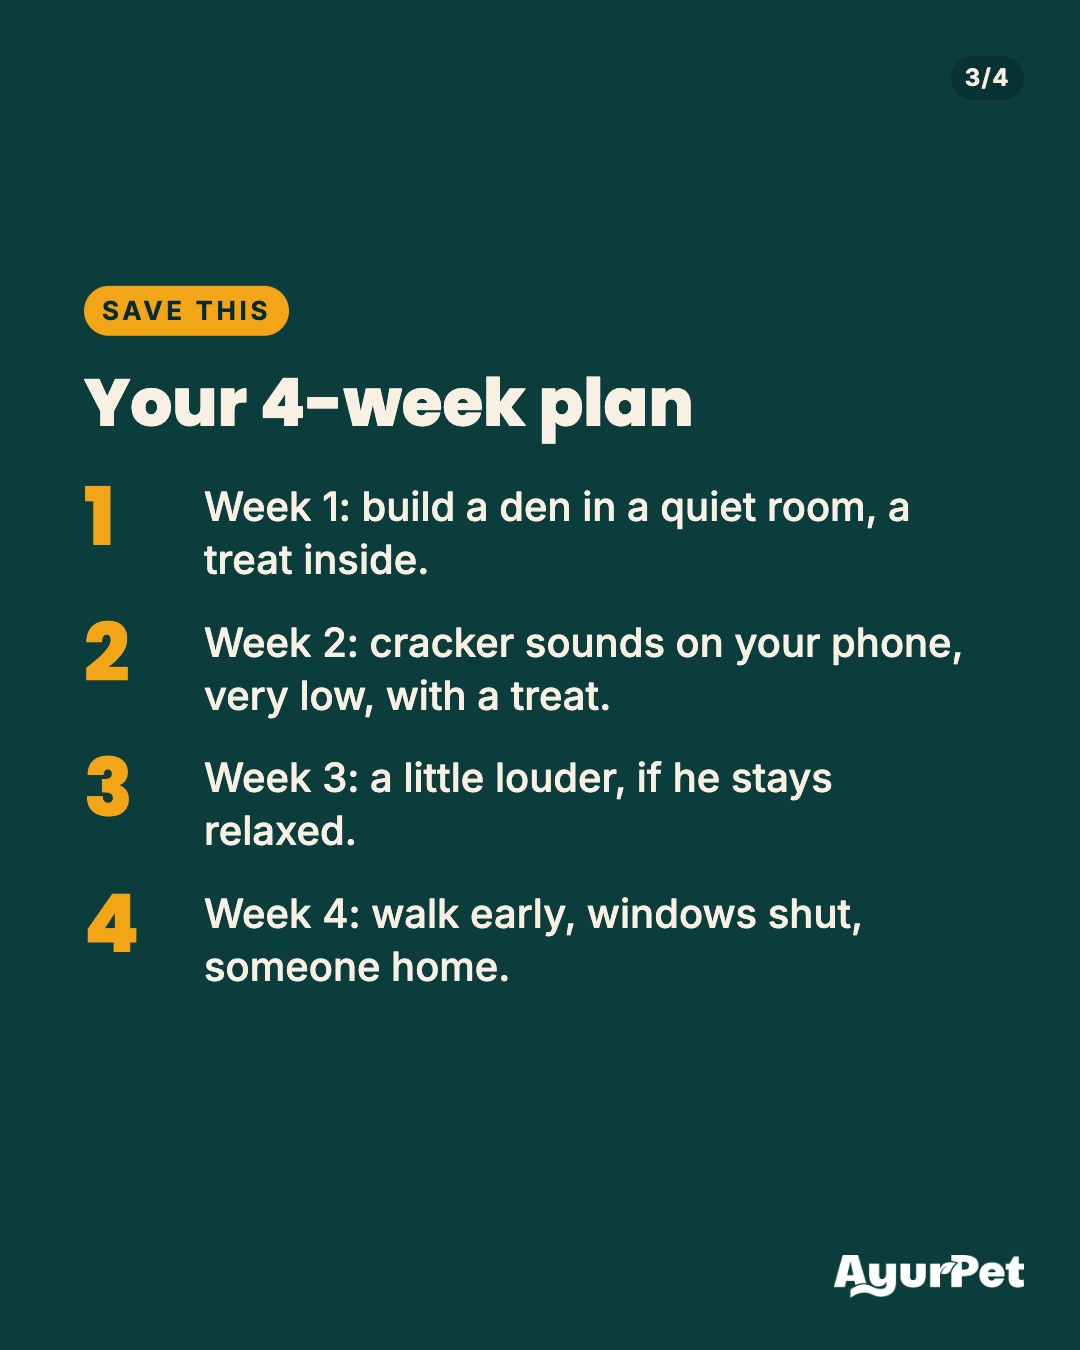 3/4
SAVE THIS
Your 4-week plan
1
Week 1: build a den in a quiet room, a
treat inside.
2
Week 2: cracker sounds on your phone,
very low, with a treat.
3
Week 3: a little louder, if he stays
relaxed.
4
Week 4: walk early, windows shut,
someone home.
AyurPet